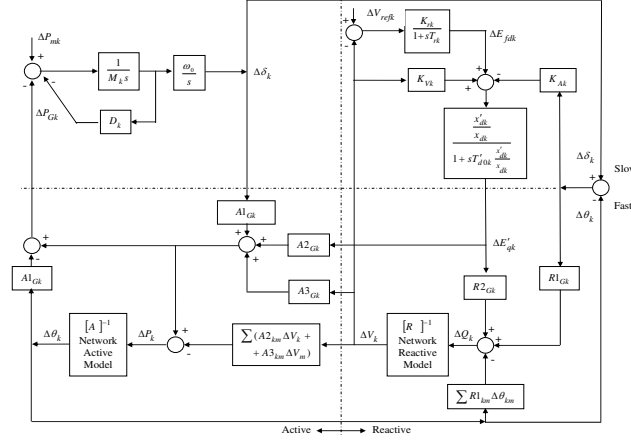 ΔP_mk
+
-
1
M_k s
ω_0
s
Δδ_k
-
ΔP_Gk
D_k
ΔV_refk
+
-
K_rk
1+sT_rk
ΔE_fdk
+
K_Vk
+
-
K_Ak
x'_dk
x_dk
1 + sT'_d0k x'_dk
x_dk
Δδ_k
+
-
Δθ_k
Slow
Fast
A1_Gk
+
+
+
A2_Gk
A3_Gk
ΔE'_qk
R2_Gk
R1_Gk
+
-
A1_Gk
Δθ_k
[A ]^-1
Network
Active
Model
ΔP_k
+
-
∑(A2_km ΔV_k +
+ A3_km ΔV_m)
ΔV_k
[R ]^-1
Network
Reactive
Model
ΔQ_k
+
+
-
∑R1_km Δθ_km
Active
Reactive